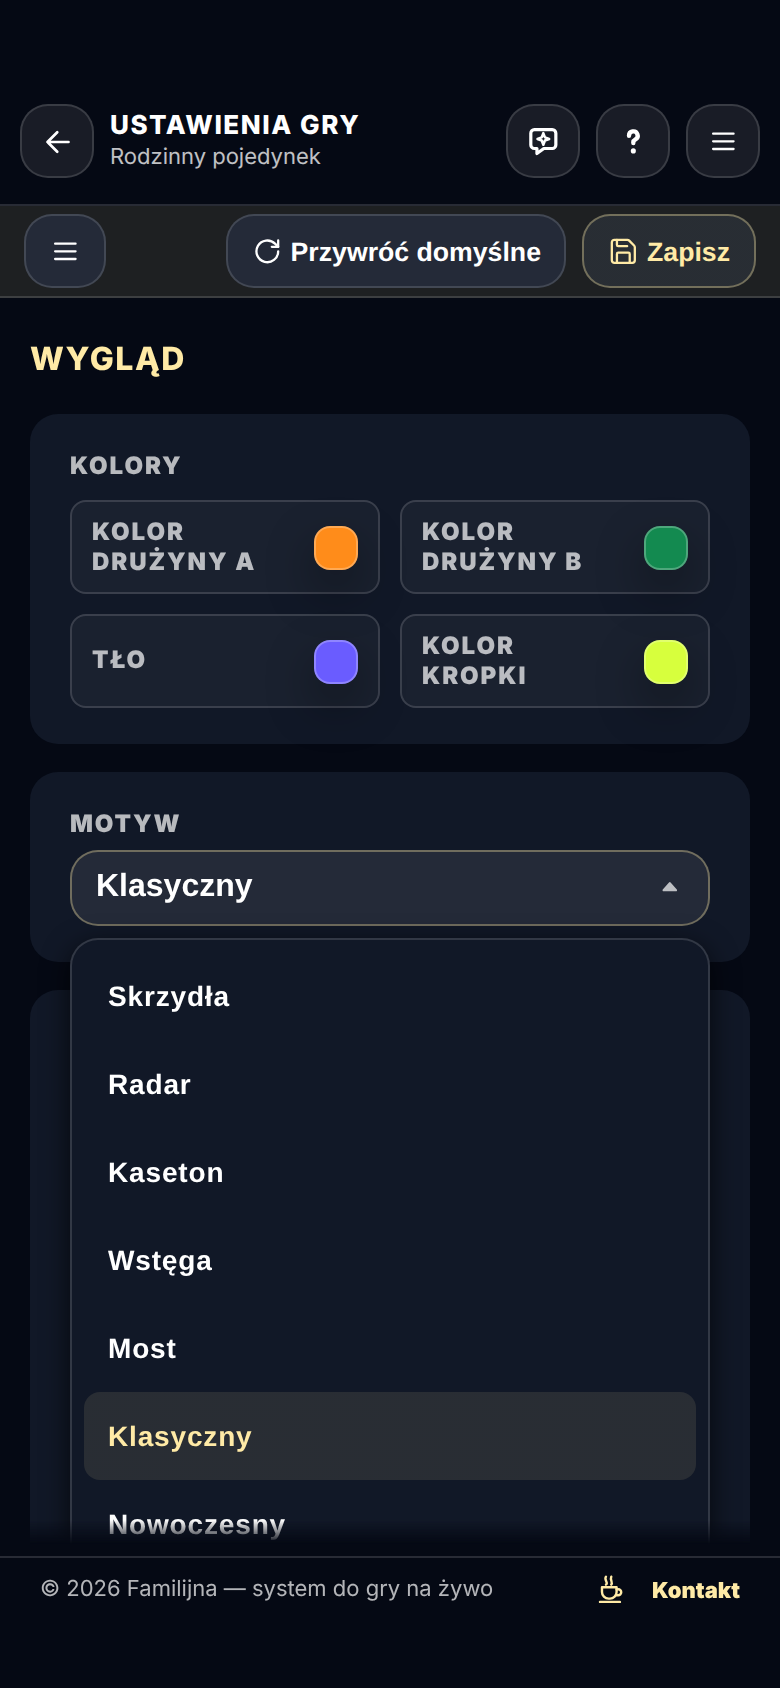 USTAWIENIA GRY
Rodzinny pojedynek
?
Przywróć domyślne
Zapisz
WYGLĄD
KOLORY
KOLOR
DRUŻYNY A
KOLOR
DRUŻYNY B
TŁO
KOLOR
KROPKI
MOTYW
Klasyczny
Skrzydła
Radar
Kaseton
Wstęga
Most
Klasyczny
Nowoczesny
© 2026 Familijna — system do gry na żywo
Kontakt